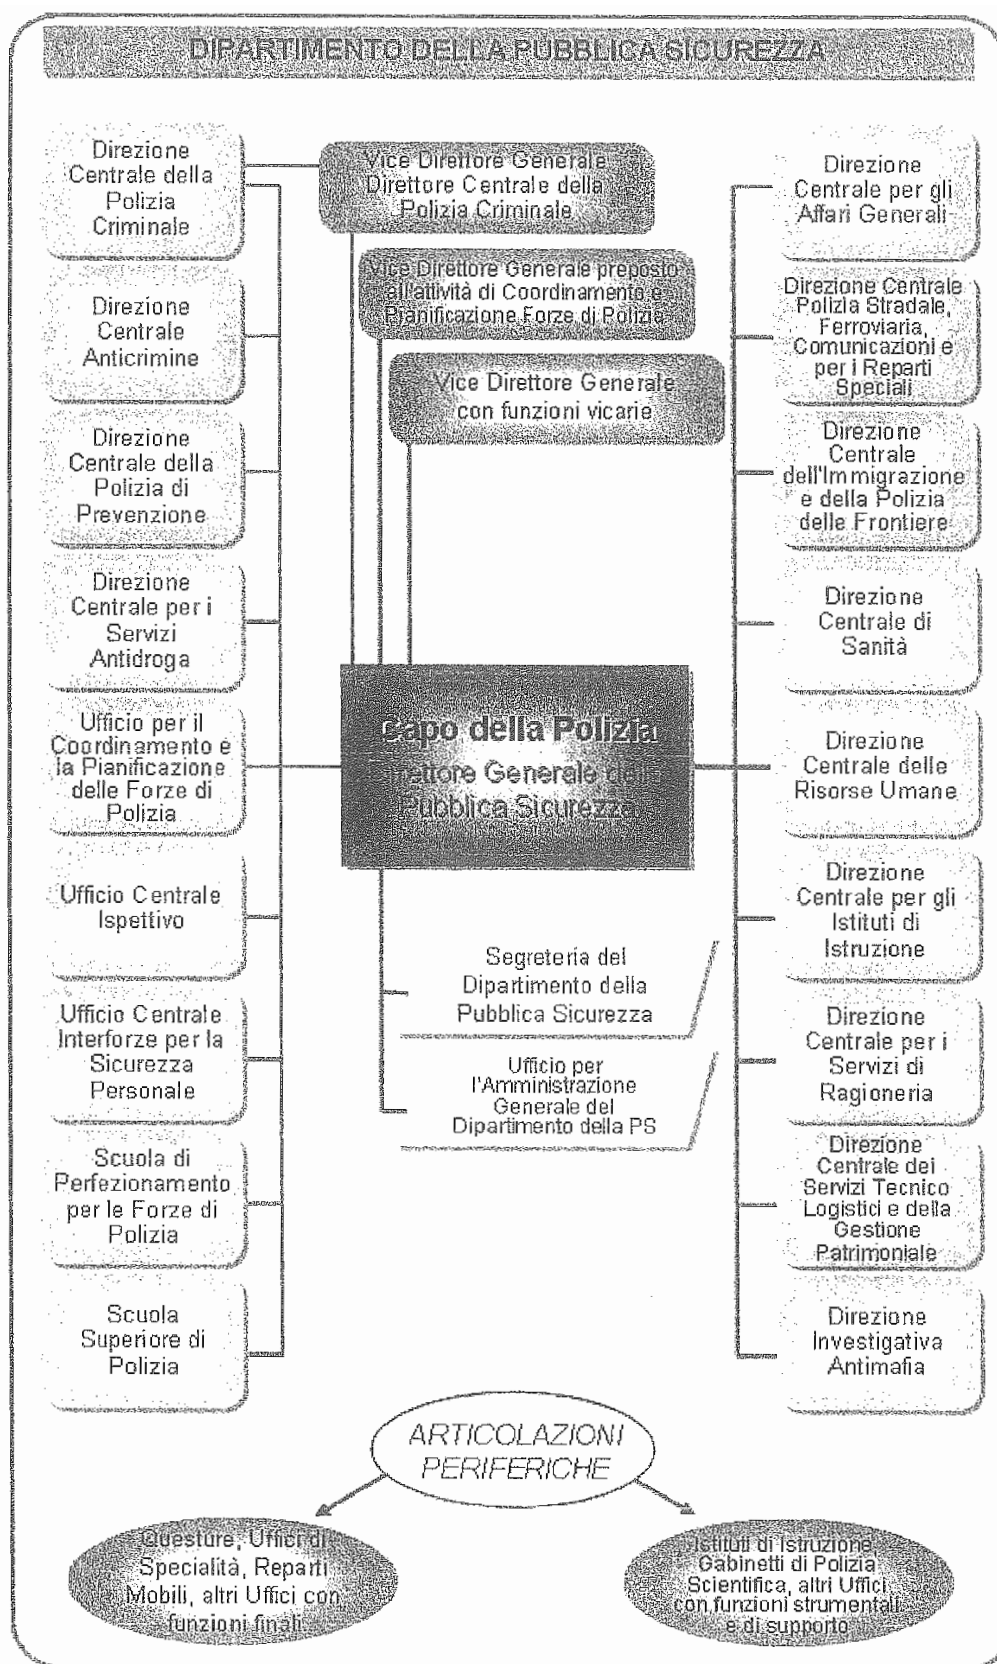 DIPARTIMENTO DELLA PUBBLICA SICUREZZA
Direzione
Centrale della
Polizia
Criminale
Direzione
Centrale
Anticrimine
Direzione
Centrale della
Polizia di
Prevenzione
Direzione
Centrale per i
Servizi
Antidroga
Ufficio per il
Coordinamento e
la Pianificazione
delle Forze di
Polizia
Ufficio Centrale
Ispettivo
Ufficio Centrale
Interforze per la
Sicurezza
Personale
Scuola di
Perfezionamento
per le Forze di
Polizia
Scuola
Superiore di
Polizia
Vice Direttore Generale
Direttore Centrale della
Polizia Criminale
Vice Direttore Generale preposto
all'attività di Coordinamento e
Pianificazione Forze di Polizia
Vice Direttore Generale
con funzioni vicarie
Capo della Polizia
Direttore Generale della
Pubblica Sicurezza
Segreteria del
Dipartimento della
Pubblica Sicurezza
Ufficio per
l'Amministrazione
Generale del
Dipartimento della PS
Direzione
Centrale per gli
Affari Generali
Direzione Centrale
Polizia Stradale,
Ferroviaria,
Comunicazioni e
per i Reparti
Speciali
Direzione
Centrale
dell'Immigrazione
e della Polizia
delle Frontiere
Direzione
Centrale di
Sanità
Direzione
Centrale delle
Risorse Umane
Direzione
Centrale per gli
Istituti di
Istruzione
Direzione
Centrale per i
Servizi di
Ragioneria
Direzione
Centrale dei
Servizi Tecnico
Logistici e della
Gestione
Patrimoniale
Direzione
Investigativa
Antimafia
ARTICOLAZIONI
PERIFERICHE
Questure, Uffici di
Specialità, Reparti
Mobili, altri Uffici con
funzioni finali
Istituti di Istruzione,
Gabinetti di Polizia
Scientifica, altri Uffici
con funzioni strumentali
e di supporto